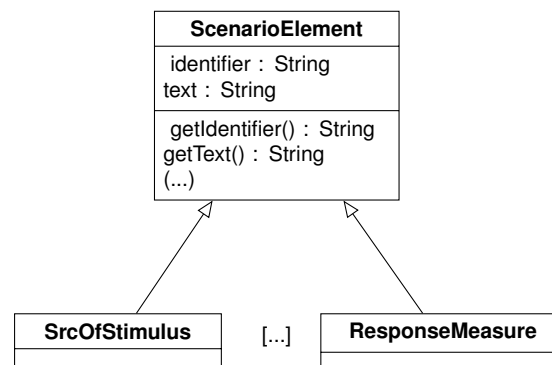 ScenarioElement
identifier : String
text : String
getIdentifier() : String
getText() : String
(...)
SrcOfStimulus
[...]
ResponseMeasure